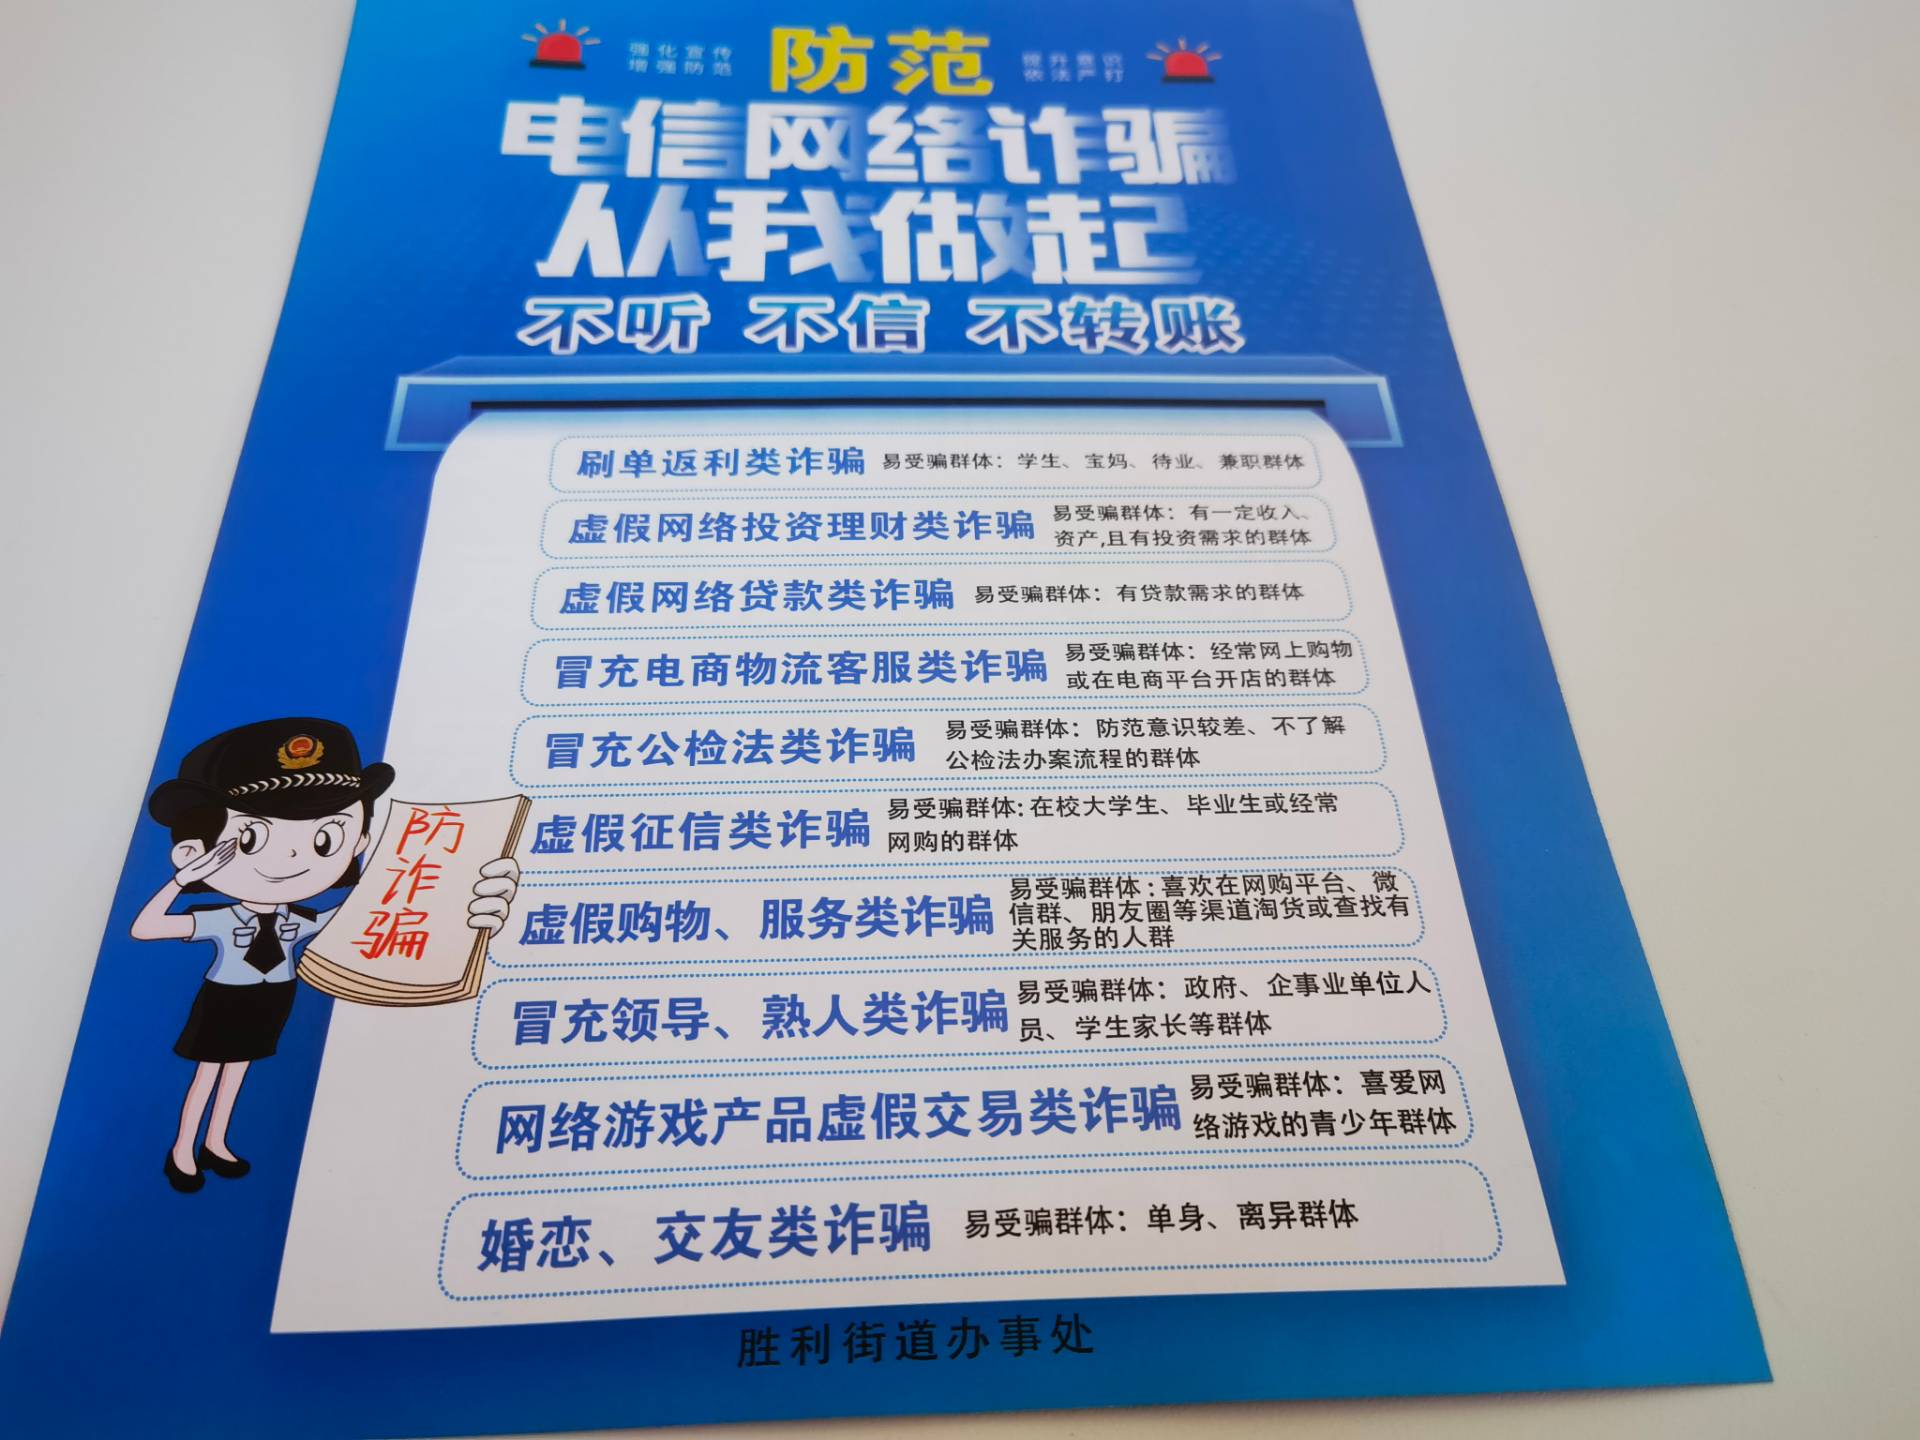 强化宣传
增强防范
防范
提升意识
依法严打
电信网络诈骗
从我做起
不听 不信 不转账
刷单返利类诈骗 易受骗群体：学生、宝妈、待业、兼职群体
虚假网络投资理财类诈骗 易受骗群体：有一定收入、
资产,且有投资需求的群体
虚假网络贷款类诈骗 易受骗群体：有贷款需求的群体
冒充电商物流客服类诈骗 易受骗群体：经常网上购物
或在电商平台开店的群体
冒充公检法类诈骗 易受骗群体：防范意识较差、不了解
公检法办案流程的群体
虚假征信类诈骗 易受骗群体：在校大学生、毕业生或经常
网购的群体
虚假购物、服务类诈骗 易受骗群体：喜欢在网购平台、微
信群、朋友圈等渠道淘货或查找有
关服务的人群
冒充领导、熟人类诈骗 易受骗群体：政府、企事业单位人
员、学生家长等群体
网络游戏产品虚假交易类诈骗 易受骗群体：喜爱网
络游戏的青少年群体
婚恋、交友类诈骗 易受骗群体：单身、离异群体
防
诈
骗
胜利街道办事处